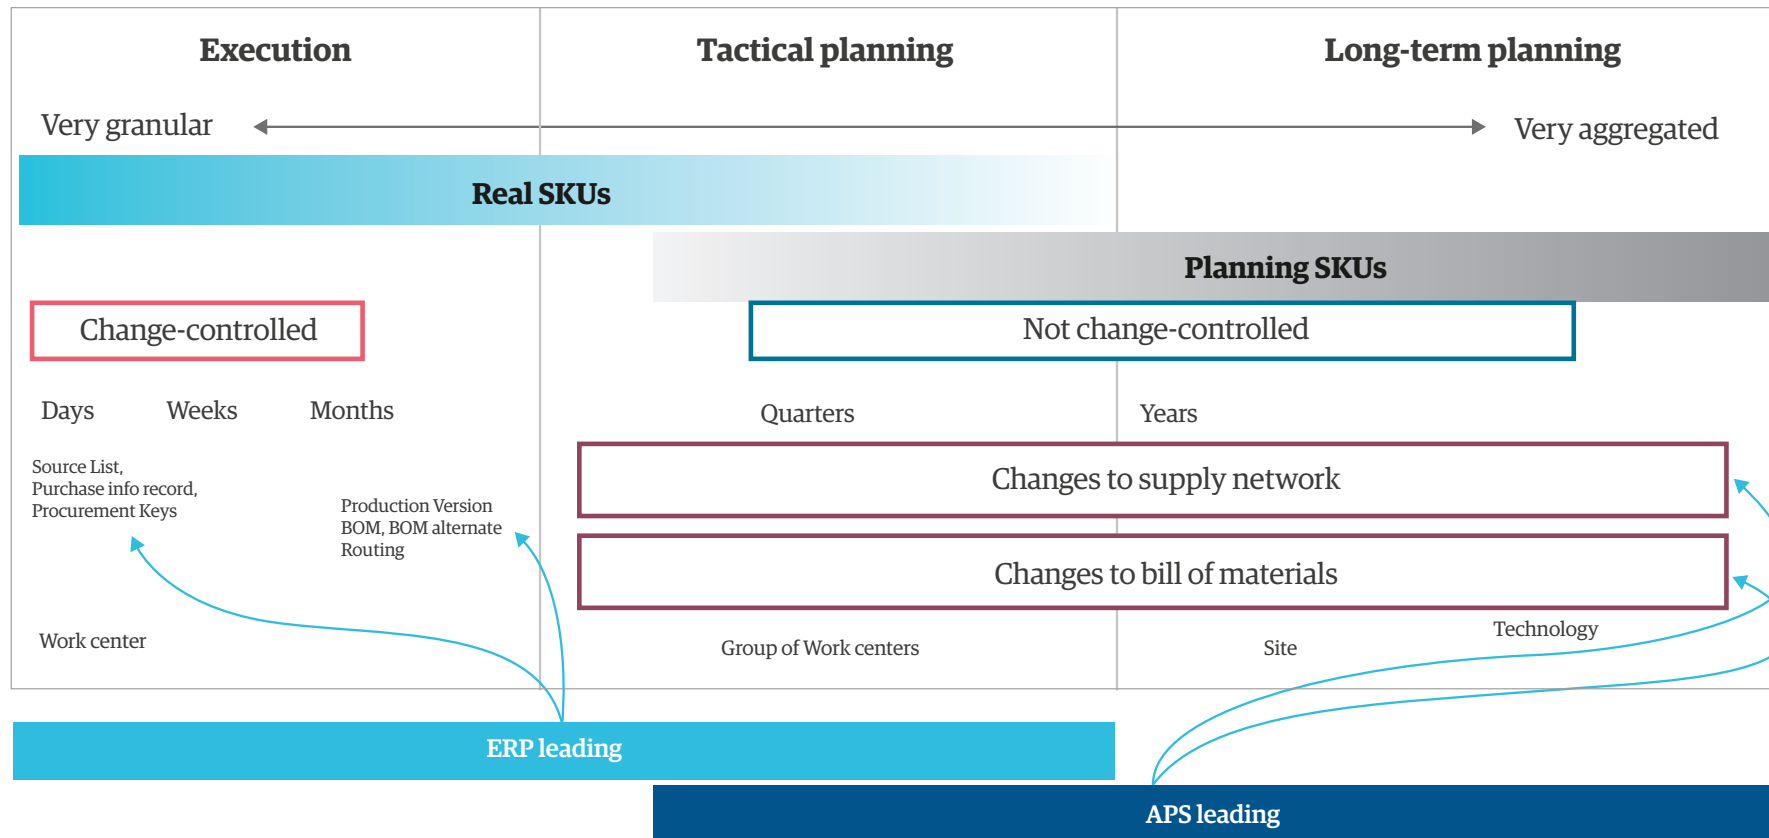 Execution
Tactical planning
Long-term planning
Very granular
Very aggregated
Real SKUs
Planning SKUs
Change-controlled
Not change-controlled
Days
Weeks
Months
Quarters
Years
Source List,
Purchase info record,
Procurement Keys
Production Version
BOM, BOM alternate
Routing
Changes to supply network
Changes to bill of materials
Work center
Group of Work centers
Site
Technology
ERP leading
APS leading